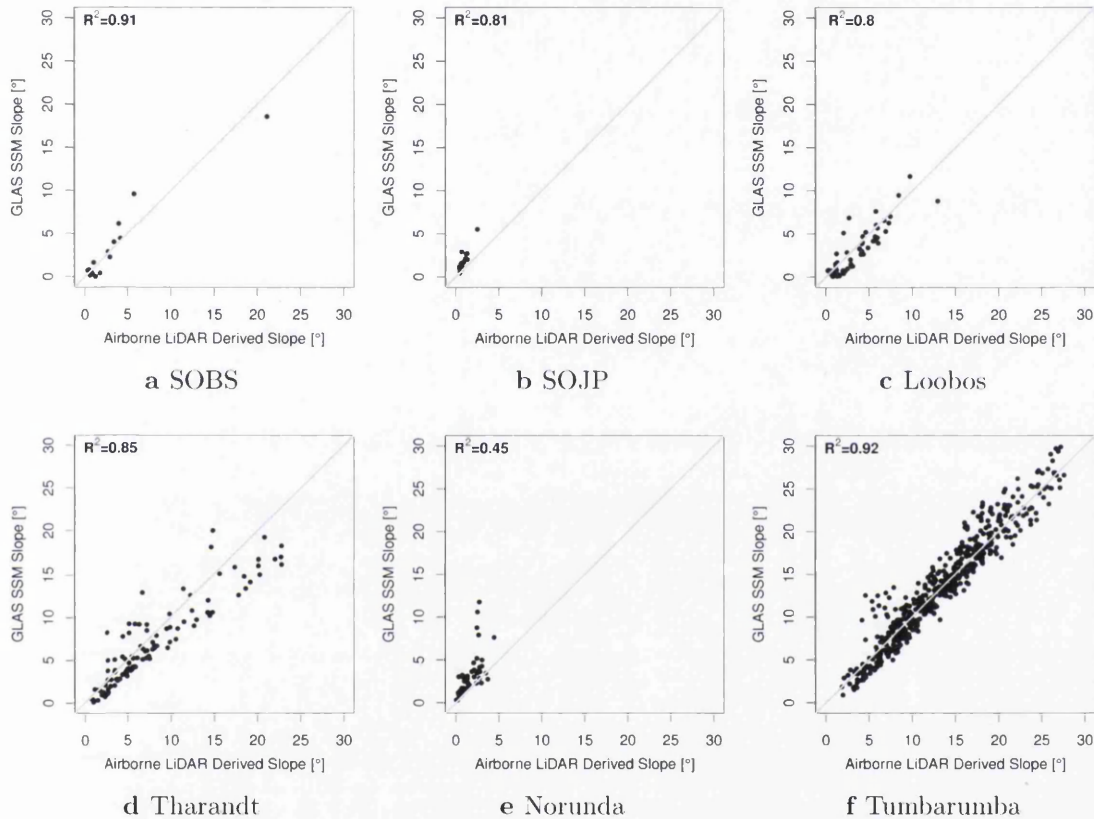 R²=0.91
GLAS SSM Slope [°]
30
25
20
15
10
5
0
0 5 10 15 20 25 30
Airborne LiDAR Derived Slope [°]
a SOBS
R²=0.81
GLAS SSM Slope [°]
30
25
20
15
10
5
0
0 5 10 15 20 25 30
Airborne LiDAR Derived Slope [°]
b SOJP
R²=0.8
GLAS SSM Slope [°]
30
25
20
15
10
5
0
0 5 10 15 20 25 30
Airborne LiDAR Derived Slope [°]
c Loobos
R²=0.85
GLAS SSM Slope [°]
30
25
20
15
10
5
0
0 5 10 15 20 25 30
Airborne LiDAR Derived Slope [°]
d Tharandt
R²=0.45
GLAS SSM Slope [°]
30
25
20
15
10
5
0
0 5 10 15 20 25 30
Airborne LiDAR Derived Slope [°]
e Norunda
R²=0.92
GLAS SSM Slope [°]
30
25
20
15
10
5
0
0 5 10 15 20 25 30
Airborne LiDAR Derived Slope [°]
f Tumbarumba